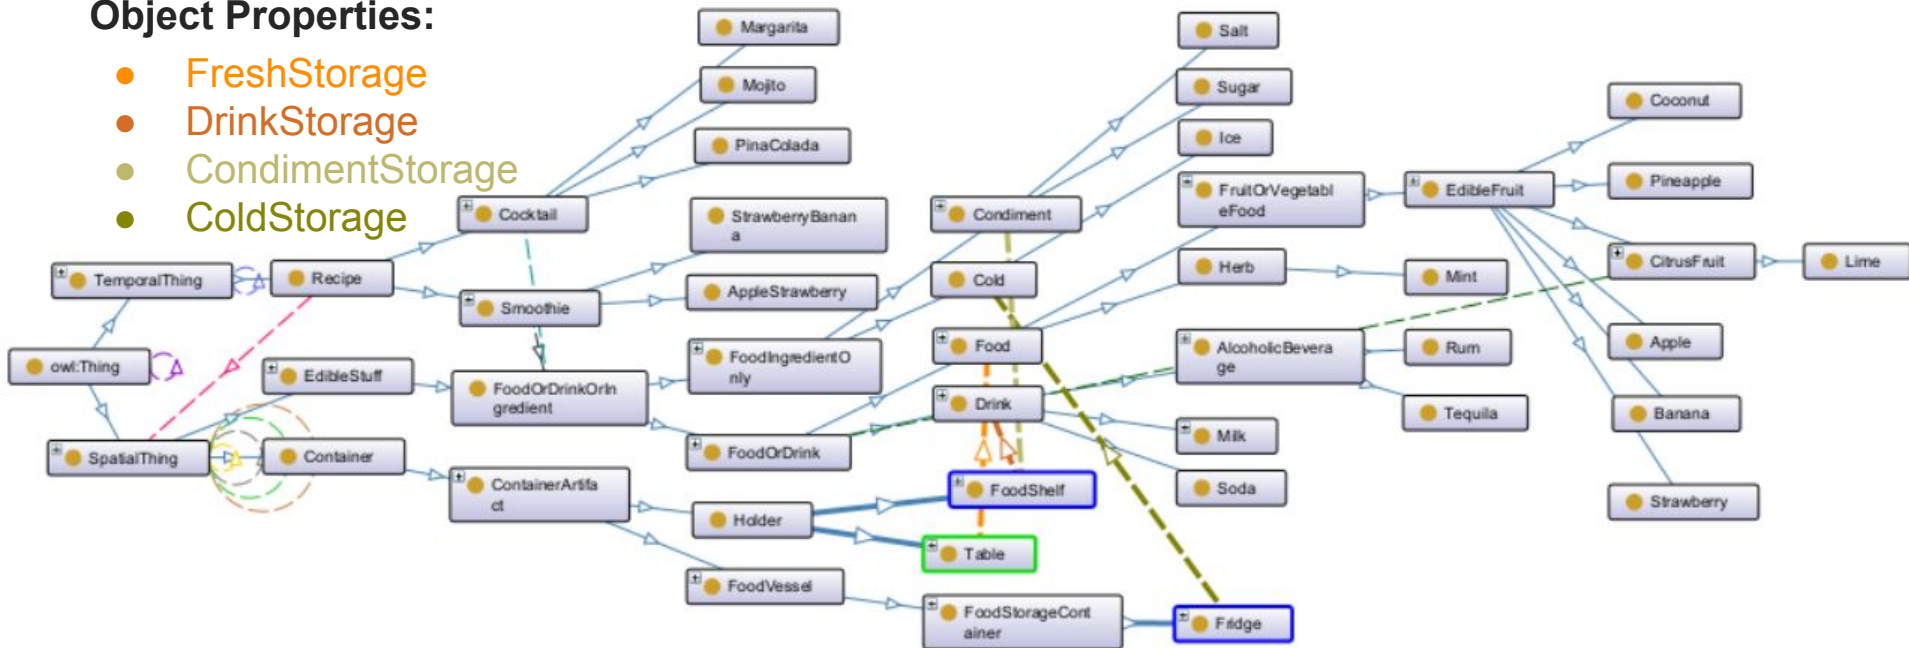 Object Properties:
FreshStorage
DrinkStorage
CondimentStorage
ColdStorage
Margarita
Mojito
PinaColada
Cocktail
StrawberryBanan
a
TemporalThing
Recipe
AppleStrawberry
Smoothie
owl:Thing
EdibleStuff
FoodOrDrinkOrIn
gredient
FoodIngredientO
nly
FoodOrDrink
SpatialThing
Container
ContainerArtifa
ct
Holder
FoodVessel
Salt
Sugar
Ice
Condiment
Cold
Food
Drink
FoodShelf
Table
FoodStorageCont
ainer
Fridge
FruitOrVegetabl
eFood
Herb
AlcoholicBevera
ge
Milk
Soda
EdibleFruit
Mint
Rum
Tequila
Coconut
Pineapple
CitrusFruit
Lime
Apple
Banana
Strawberry